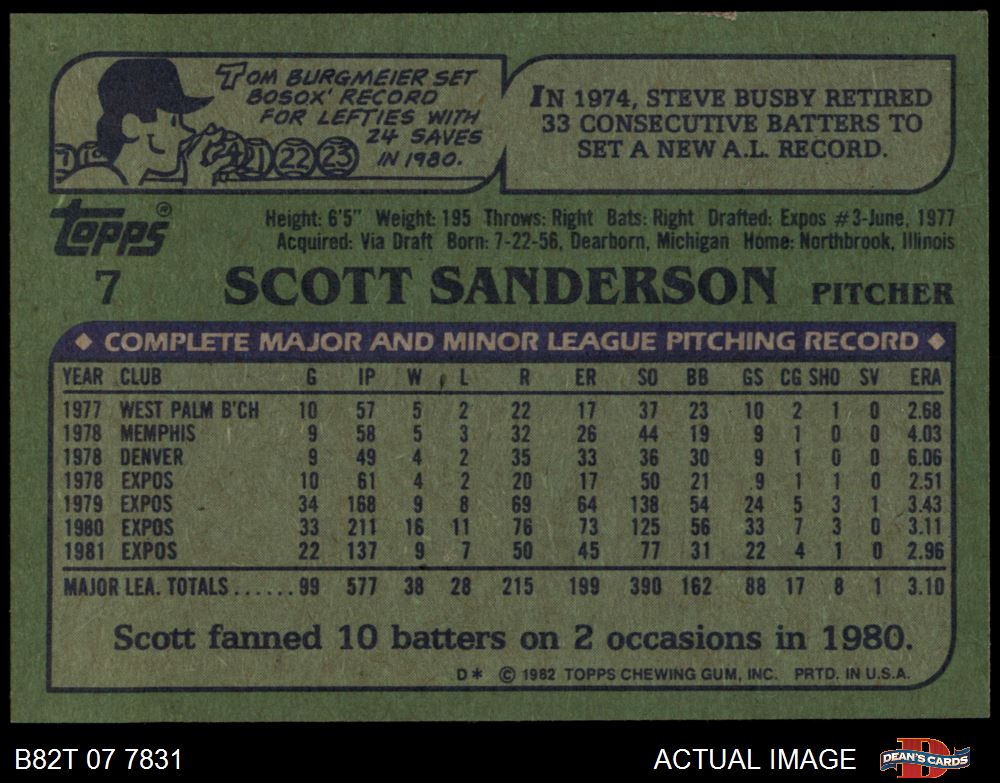 TOM BURGMEIER SET
BOSOX' RECORD
FOR LEFTIES WITH
24 SAVES
IN 1980.
21 22 23
IN 1974, STEVE BUSBY RETIRED
33 CONSECUTIVE BATTERS TO
SET A NEW A.L. RECORD.
topps®
Height: 6'5" Weight: 195 Throws: Right Bats: Right Drafted: Expos #3-June, 1977
Acquired: Via Draft Born: 7-22-56, Dearborn, Michigan Home: Northbrook, Illinois
7 SCOTT SANDERSON PITCHER
COMPLETE MAJOR AND MINOR LEAGUE PITCHING RECORD
YEAR CLUB G IP W L R ER SO BB GS CG SHO SV ERA
1977 WEST PALM B'CH 10 57 5 2 22 17 37 23 10 2 1 0 2.68
1978 MEMPHIS 9 58 5 3 32 26 44 19 9 1 0 0 4.03
1978 DENVER 9 49 4 2 35 33 36 30 9 1 0 0 6.06
1978 EXPOS 10 61 4 2 20 17 50 21 9 1 1 0 2.51
1979 EXPOS 34 168 9 8 69 64 138 54 24 5 3 1 3.43
1980 EXPOS 33 211 16 11 76 73 125 56 33 7 3 0 3.11
1981 EXPOS 22 137 9 7 50 45 77 31 22 4 1 0 2.96
MAJOR LEA. TOTALS......99 577 38 28 215 199 390 162 88 17 8 1 3.10
Scott fanned 10 batters on 2 occasions in 1980.
D* © 1982 TOPPS CHEWING GUM, INC. PRTD. IN U.S.A.
B82T 07 7831 ACTUAL IMAGE DEAN'S CARDS